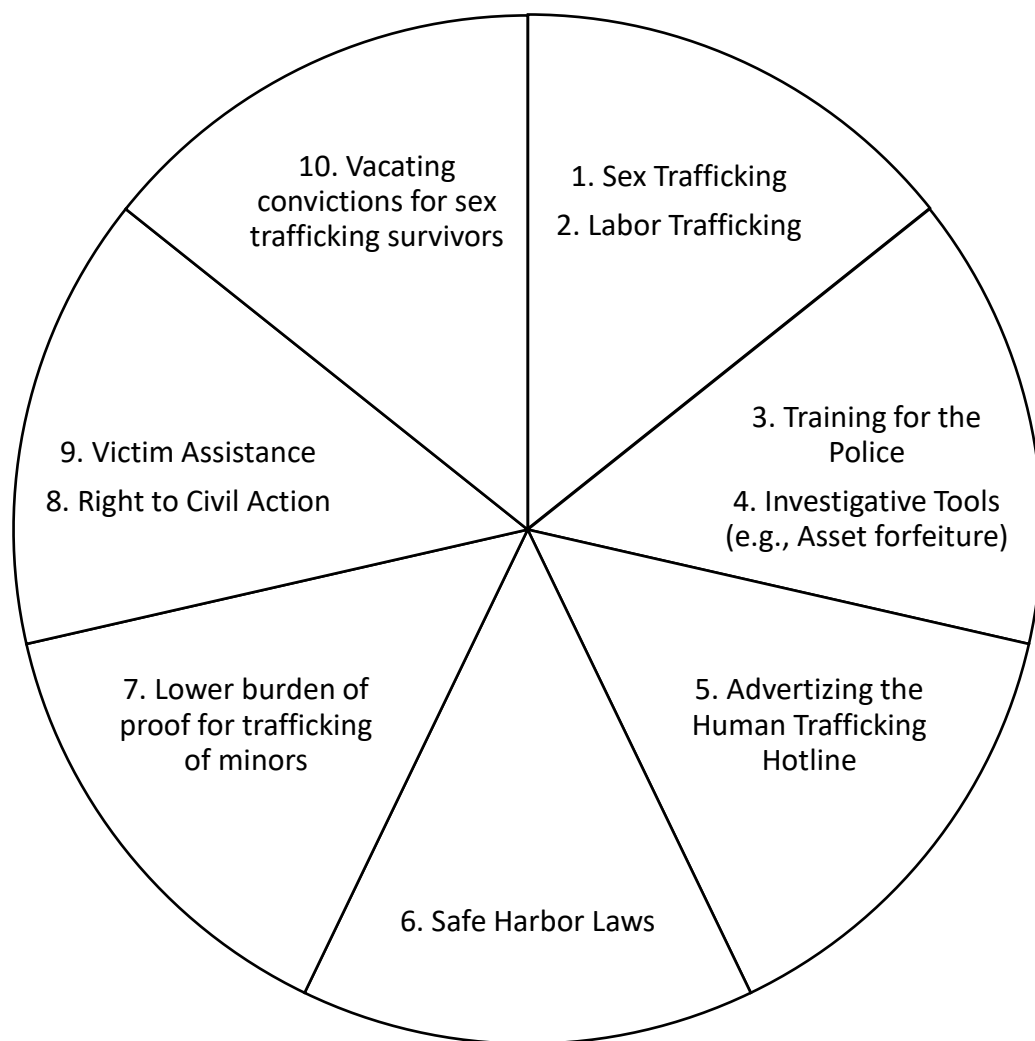 1. Sex Trafficking
2. Labor Trafficking
3. Training for the
Police
4. Investigative Tools
(e.g., Asset forfeiture)
5. Advertizing the
Human Trafficking
Hotline
6. Safe Harbor Laws
7. Lower burden of
proof for trafficking
of minors
9. Victim Assistance
8. Right to Civil Action
10. Vacating
convictions for sex
trafficking survivors